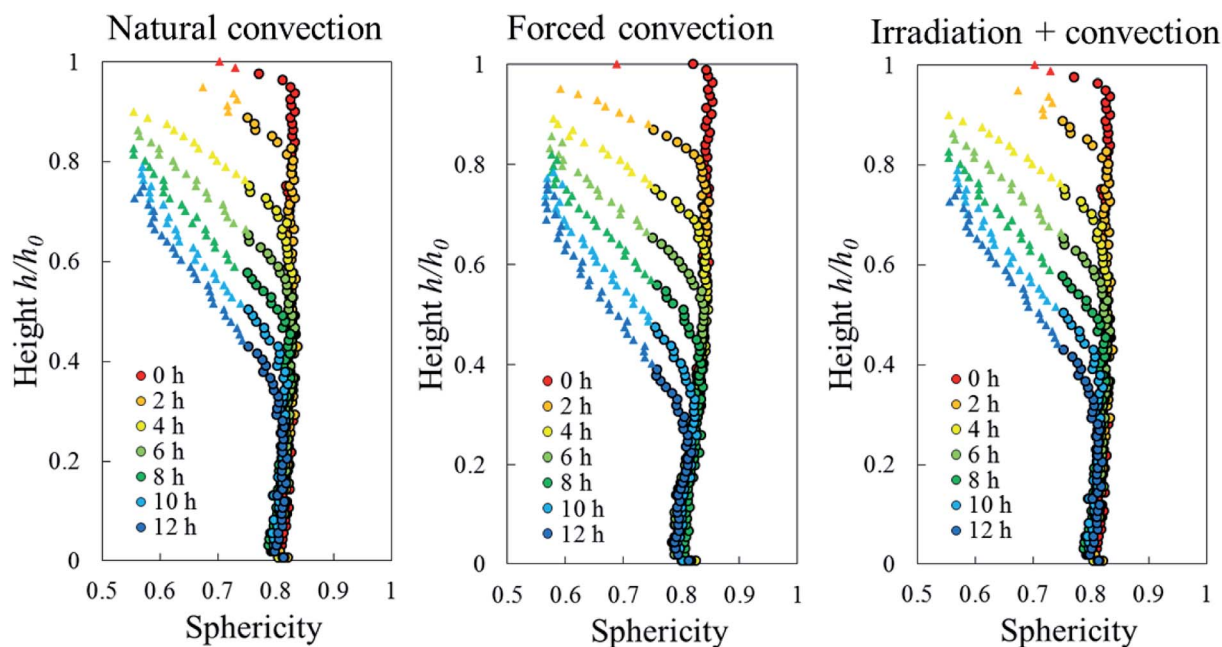 Natural convection
Forced convection
Irradiation + convection
Height h/h0
1
0.8
0.6
0.4
0.2
0
0 h
2 h
4 h
6 h
8 h
10 h
12 h
0.5 0.6 0.7 0.8 0.9 1
Sphericity
Height h/h0
1
0.8
0.6
0.4
0.2
0
0 h
2 h
4 h
6 h
8 h
10 h
12 h
0.5 0.6 0.7 0.8 0.9 1
Sphericity
Height h/h0
1
0.8
0.6
0.4
0.2
0
0 h
2 h
4 h
6 h
8 h
10 h
12 h
0.5 0.6 0.7 0.8 0.9 1
Sphericity